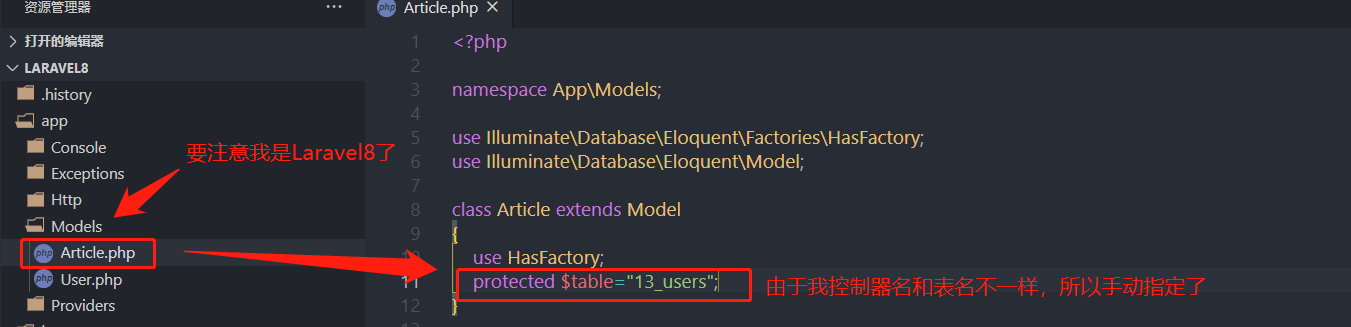 资源管理器
···
打开的编辑器
LARAVEL8
.history
app
Console
Exceptions
Http
Models
php Article.php
php User.php
Providers
要注意我是Laravel8了
php Article.php ×
1 <?php
2
3 namespace App\Models;
4
5 use Illuminate\Database\Eloquent\Factories\HasFactory;
6 use Illuminate\Database\Eloquent\Model;
7
8 class Article extends Model
9 {
10 use HasFactory;
11 protected $table="13_users";
12 }
由于我控制器名和表名不一样，所以手动指定了